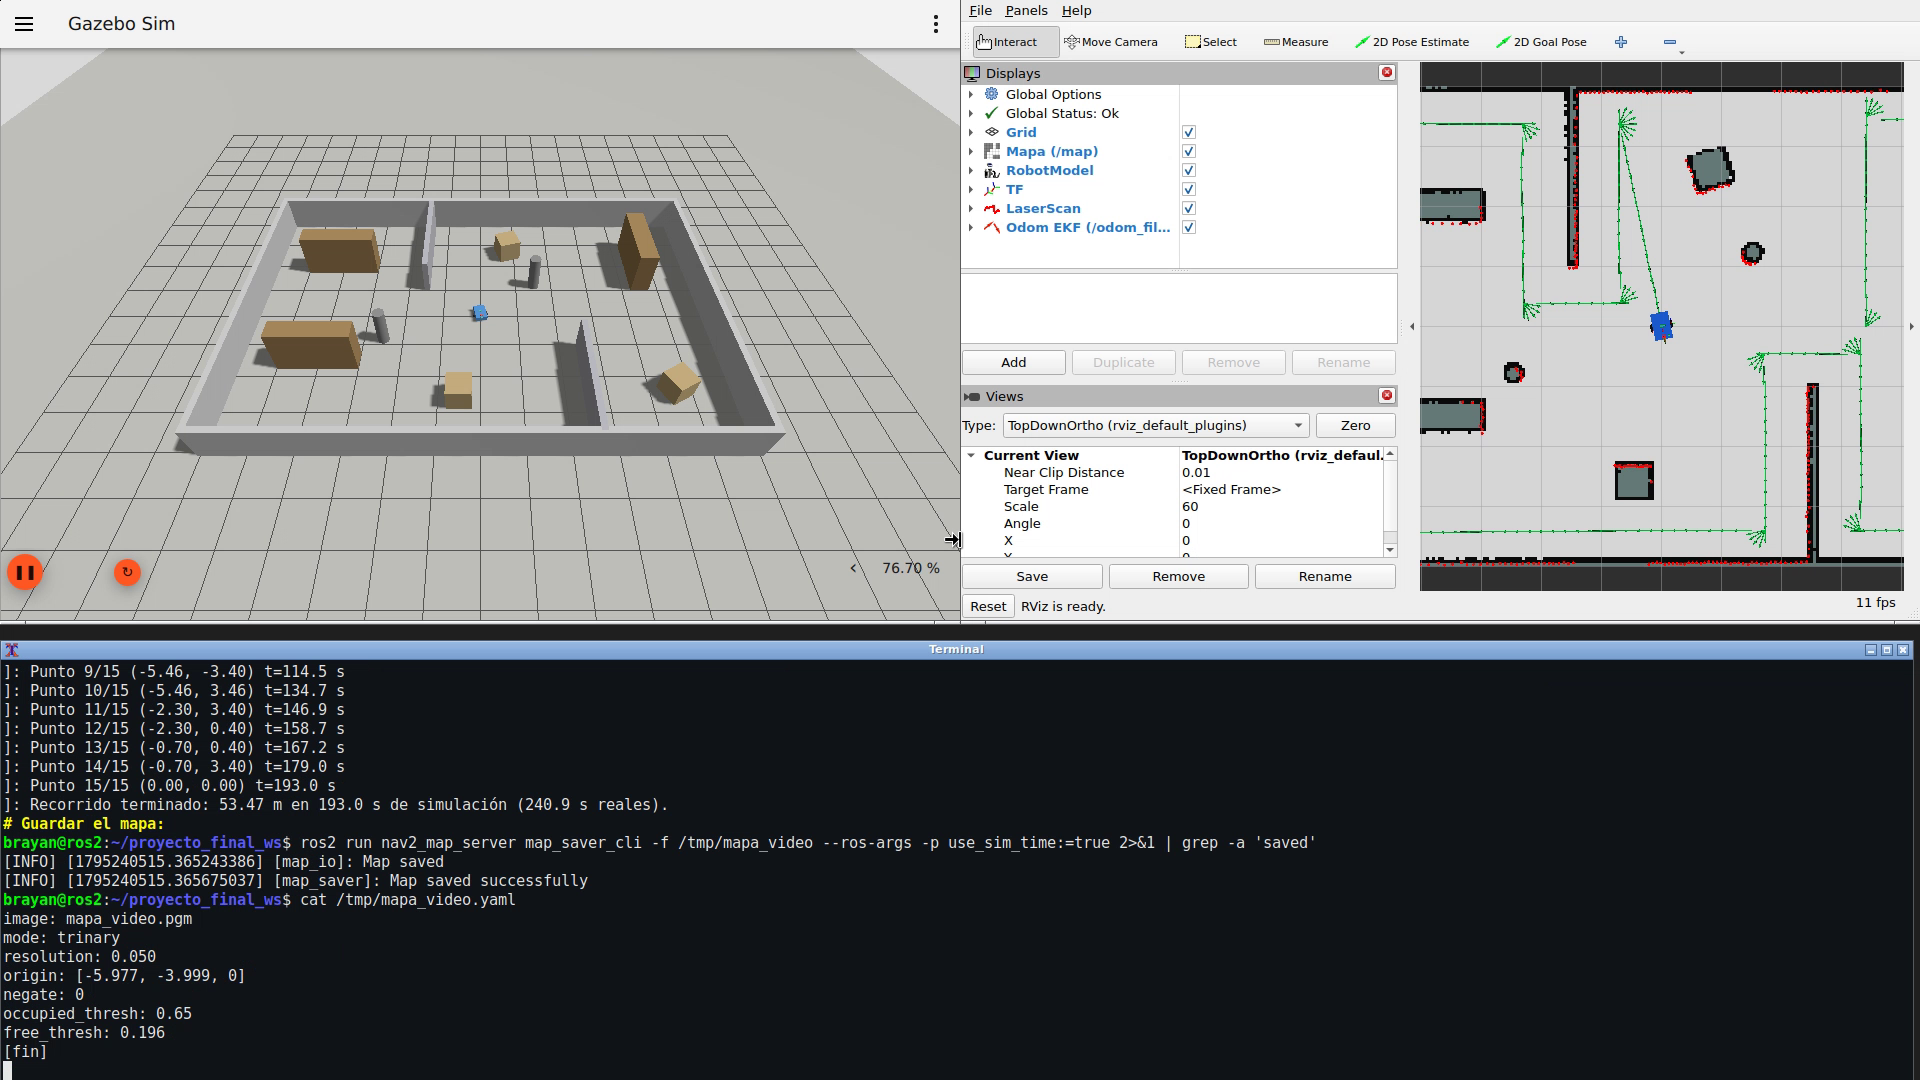 Gazebo Sim
76.70 %
File Panels Help
Interact Move Camera Select Measure 2D Pose Estimate 2D Goal Pose
Displays
Global Options
Global Status: Ok
Grid
Mapa (/map)
RobotModel
TF
LaserScan
Odom EKF (/odom_fil...
Add Duplicate Remove Rename
Views
Type: TopDownOrtho (rviz_default_plugins) Zero
Current View TopDownOrtho (rviz_defaul...
Near Clip Distance 0.01
Target Frame <Fixed Frame>
Scale 60
Angle 0
X 0
Y 0
Save Remove Rename
Reset RViz is ready. 11 fps
Terminal
]: Punto 9/15 (-5.46, -3.40) t=114.5 s
]: Punto 10/15 (-5.46, 3.46) t=134.7 s
]: Punto 11/15 (-2.30, 3.40) t=146.9 s
]: Punto 12/15 (-2.30, 0.40) t=158.7 s
]: Punto 13/15 (-0.70, 0.40) t=167.2 s
]: Punto 14/15 (-0.70, 3.40) t=179.0 s
]: Punto 15/15 (0.00, 0.00) t=193.0 s
]: Recorrido terminado: 53.47 m en 193.0 s de simulación (240.9 s reales).
# Guardar el mapa:
brayan@ros2:~/proyecto_final_ws$ ros2 run nav2_map_server map_saver_cli -f /tmp/mapa_video --ros-args -p use_sim_time:=true 2>&1 | grep -a 'saved'
[INFO] [1795240515.365243386] [map_io]: Map saved
[INFO] [1795240515.365675037] [map_saver]: Map saved successfully
brayan@ros2:~/proyecto_final_ws$ cat /tmp/mapa_video.yaml
image: mapa_video.pgm
mode: trinary
resolution: 0.050
origin: [-5.977, -3.999, 0]
negate: 0
occupied_thresh: 0.65
free_thresh: 0.196
[fin]